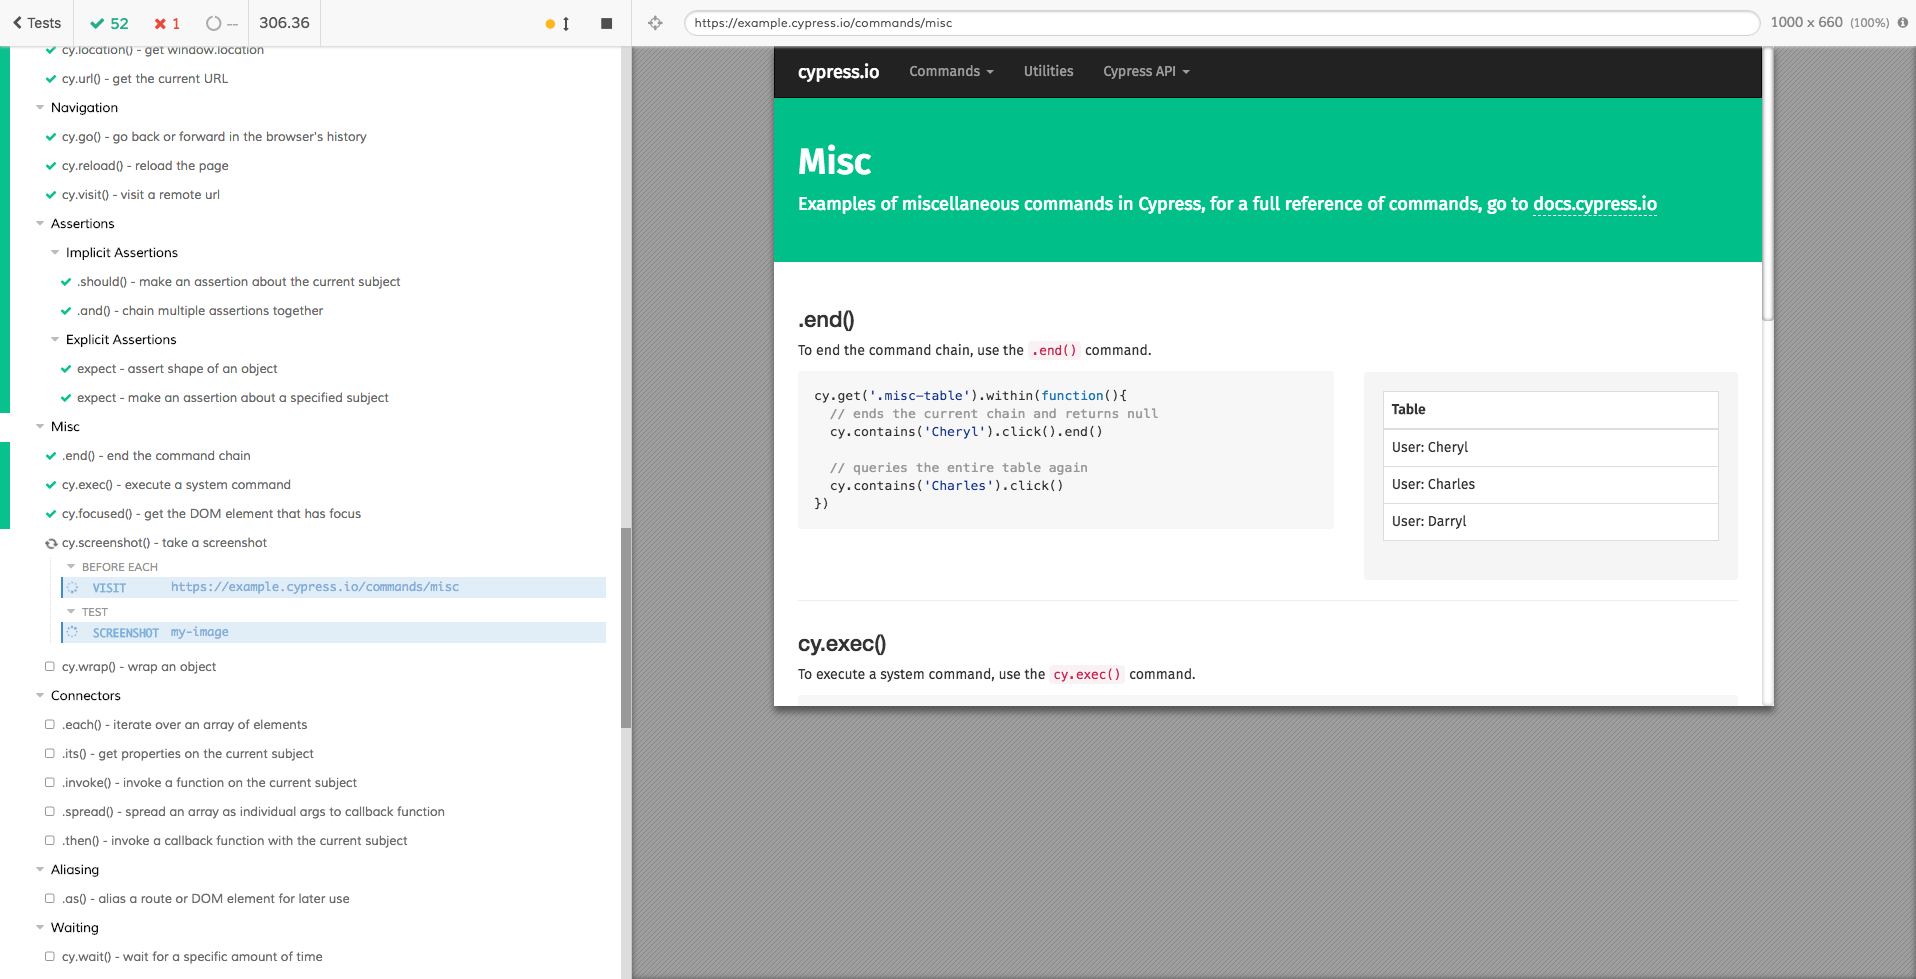 Tests
52
1
--
306.36
https://example.cypress.io/commands/misc
1000 x 660 (100%)
cy.location() - get window.location
cy.url() - get the current URL
Navigation
cy.go() - go back or forward in the browser's history
cy.reload() - reload the page
cy.visit() - visit a remote url
Assertions
Implicit Assertions
.should() - make an assertion about the current subject
.and() - chain multiple assertions together
Explicit Assertions
expect - assert shape of an object
expect - make an assertion about a specified subject
Misc
.end() - end the command chain
cy.exec() - execute a system command
cy.focused() - get the DOM element that has focus
cy.screenshot() - take a screenshot
BEFORE EACH
VISIT https://example.cypress.io/commands/misc
TEST
SCREENSHOT my-image
cy.wrap() - wrap an object
Connectors
.each() - iterate over an array of elements
.its() - get properties on the current subject
.invoke() - invoke a function on the current subject
.spread() - spread an array as individual args to callback function
.then() - invoke a callback function with the current subject
Aliasing
.as() - alias a route or DOM element for later use
Waiting
cy.wait() - wait for a specific amount of time
cypress.io Commands Utilities Cypress API
Misc
Examples of miscellaneous commands in Cypress, for a full reference of commands, go to docs.cypress.io
.end()
To end the command chain, use the .end() command.
cy.get('.misc-table').within(function(){
// ends the current chain and returns null
cy.contains('Cheryl').click().end()
// queries the entire table again
cy.contains('Charles').click()
})
Table
User: Cheryl
User: Charles
User: Darryl
cy.exec()
To execute a system command, use the cy.exec() command.